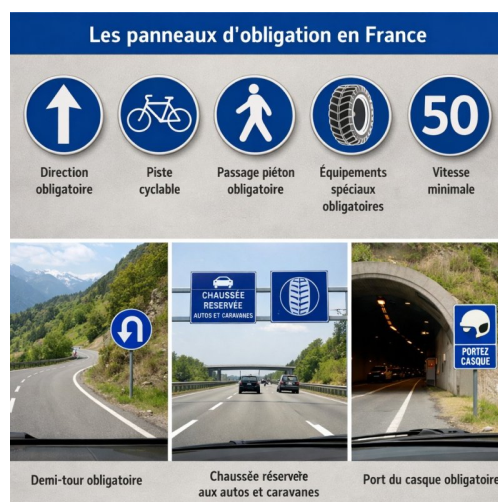 Les panneaux d'obligation en France
50
Direction
obligatoire
Piste
cyclable
Passage piéton
obligatoire
Équipements
spéciaux
obligatoires
Vitesse
minimale
CHAUSSÉE
RESERVÉE
AUTOS ET CARAVANES
PORTEZ
CASQUE
Demi-tour obligatoire
Chaussée réservere
aux autos et caravanes
Port du casque obligatoire